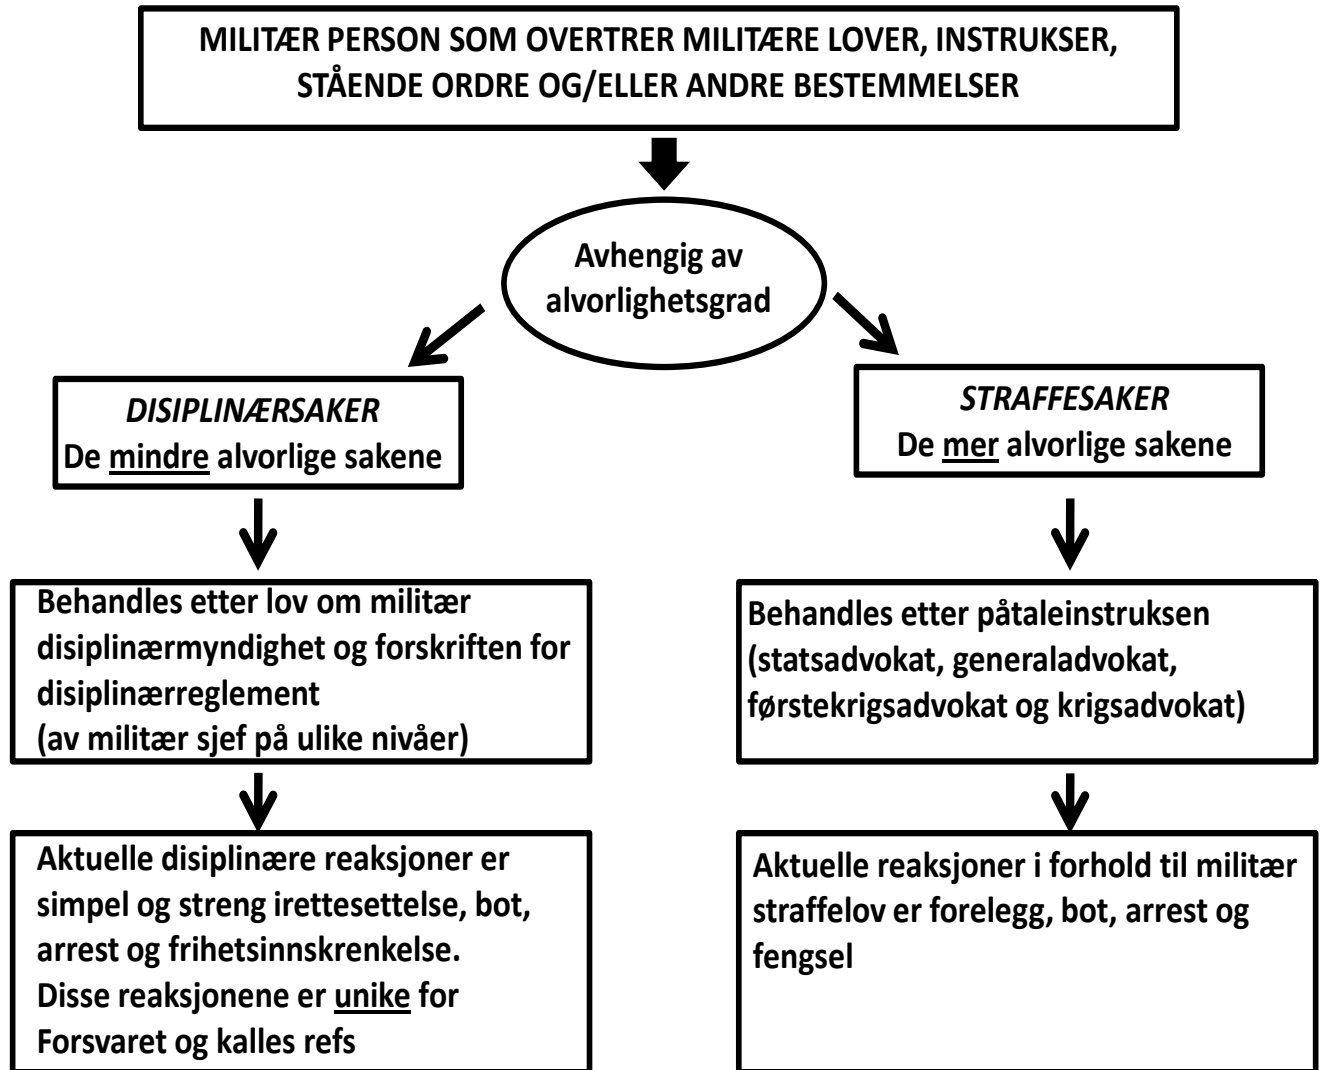 MILITÆR PERSON SOM OVERTRER MILITÆRE LOVER, INSTRUKSER,
STÅENDE ORDRE OG/ELLER ANDRE BESTEMMELSER
Avhengig av
alvorlighetsgrad
DISIPLINÆRSAKER
De mindre alvorlige sakene
STRAFFESAKER
De mer alvorlige sakene
Behandles etter lov om militær
disiplinærmyndighet og forskriften for
disiplinærreglement
(av militær sjef på ulike nivåer)
Behandles etter påtaleinstruksen
(statsadvokat, generaladvokat,
førstekrigsadvokat og krigsadvokat)
Aktuelle disiplinære reaksjoner er
simpel og streng irettesettelse, bot,
arrest og frihetsinnskrenkelse.
Disse reaksjonene er unike for
Forsvaret og kalles refs
Aktuelle reaksjoner i forhold til militær
straffelov er forelegg, bot, arrest og
fengsel